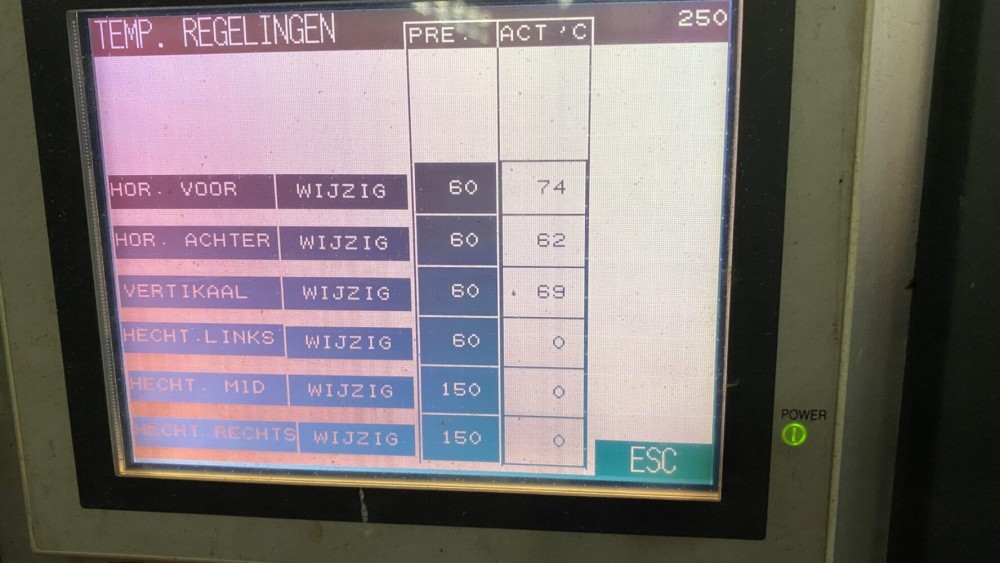 TEMP. REGELINGEN PRE. ACT °C 250
HOR. VOOR WIJZIG 60 74
HOR. ACHTER WIJZIG 60 62
VERTIKAAL WIJZIG 60 69
HECHT.LINKS WIJZIG 60 0
HECHT. MID WIJZIG 150 0
HECHT.RECHTS WIJZIG 150 0
ESC
POWER